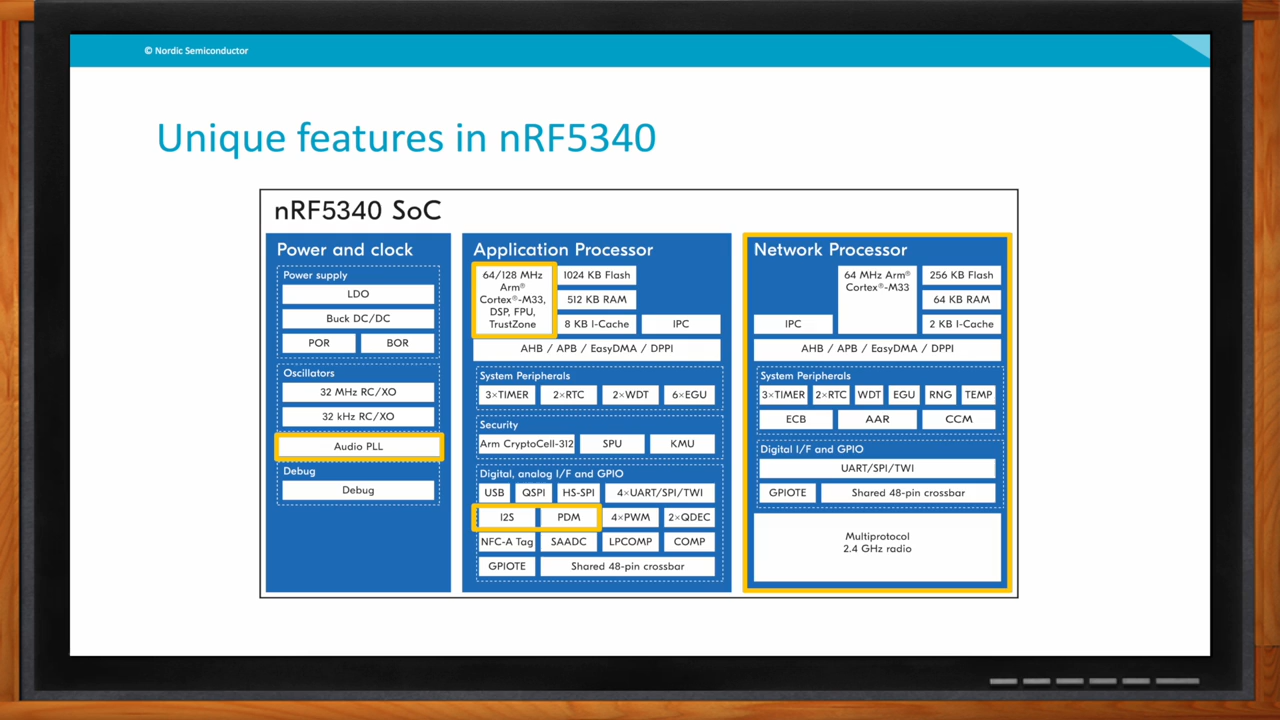 © Nordic Semiconductor
Unique features in nRF5340
nRF5340 SoC
Power and clock
Power supply
LDO
Buck DC/DC
POR
BOR
Oscillators
32 MHz RC/XO
32 kHz RC/XO
Audio PLL
Debug
Debug
Application Processor
64/128 MHz
Arm®
Cortex®-M33,
DSP, FPU,
TrustZone
1024 KB Flash
512 KB RAM
8 KB I-Cache
IPC
AHB / APB / EasyDMA / DPPI
System Peripherals
3×TIMER
2×RTC
2×WDT
6×EGU
Security
Arm CryptoCell-312
SPU
KMU
Digital, analog I/F and GPIO
USB
QSPI
HS-SPI
4×UART/SPI/TWI
I2S
PDM
4×PWM
2×QDEC
NFC-A Tag
SAADC
LPCOMP
COMP
GPIOTE
Shared 48-pin crossbar
Network Processor
IPC
64 MHz Arm®
Cortex®-M33
256 KB Flash
64 KB RAM
2 KB I-Cache
AHB / APB / EasyDMA / DPPI
System Peripherals
3×TIMER
2×RTC
WDT
EGU
RNG
TEMP
ECB
AAR
CCM
Digital I/F and GPIO
UART/SPI/TWI
GPIOTE
Shared 48-pin crossbar
Multiprotocol
2.4 GHz radio